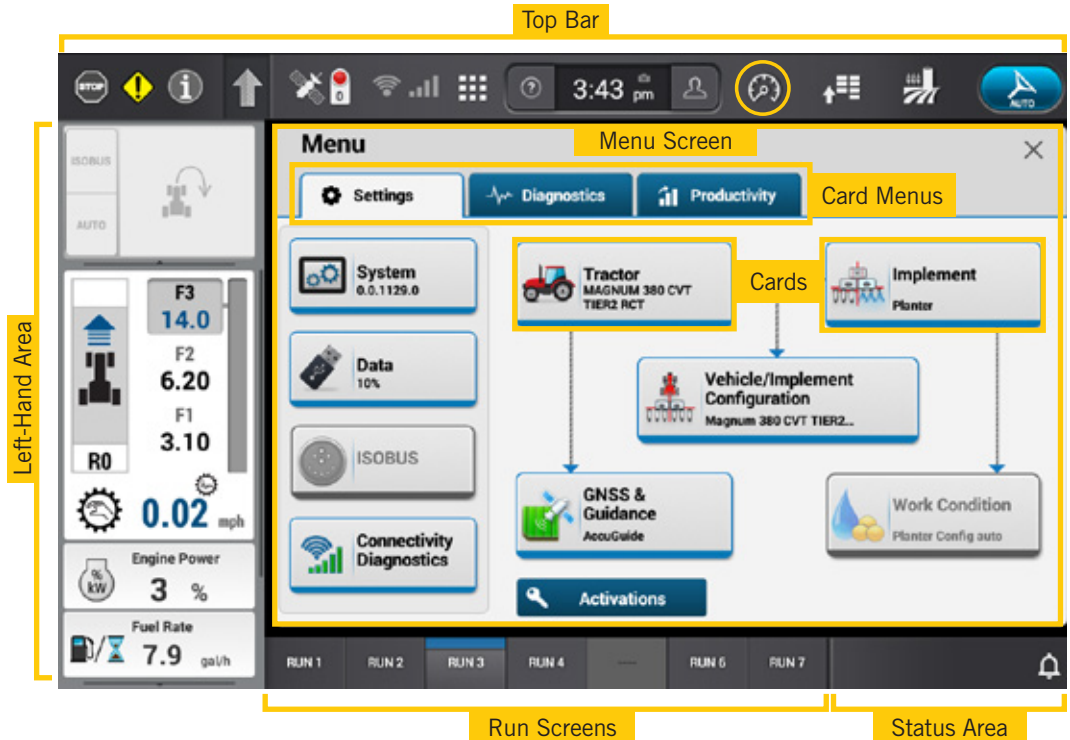 Top Bar
STOP
0
3:43 pm
AUTO
Left-Hand Area
ISOBUS
AUTO
F3
14.0
F2
6.20
F1
3.10
R0
0.02 mph
% kW
Engine Power
3 %
Fuel Rate
7.9 gal/h
Menu
Menu Screen
Settings
Diagnostics
Productivity
Card Menus
System
0.0.1129.0
Data
10%
ISOBUS
Connectivity
Diagnostics
Tractor
MAGNUM 380 CVT
TIER2 RCT
Cards
Implement
Planter
Vehicle/Implement
Configuration
Magnum 380 CVT TIER2...
GNSS &
Guidance
AccuGuide
Work Condition
Planter Config auto
Activations
RUN 1
RUN 2
RUN 3
RUN 4
----
RUN 6
RUN 7
Run Screens
Status Area